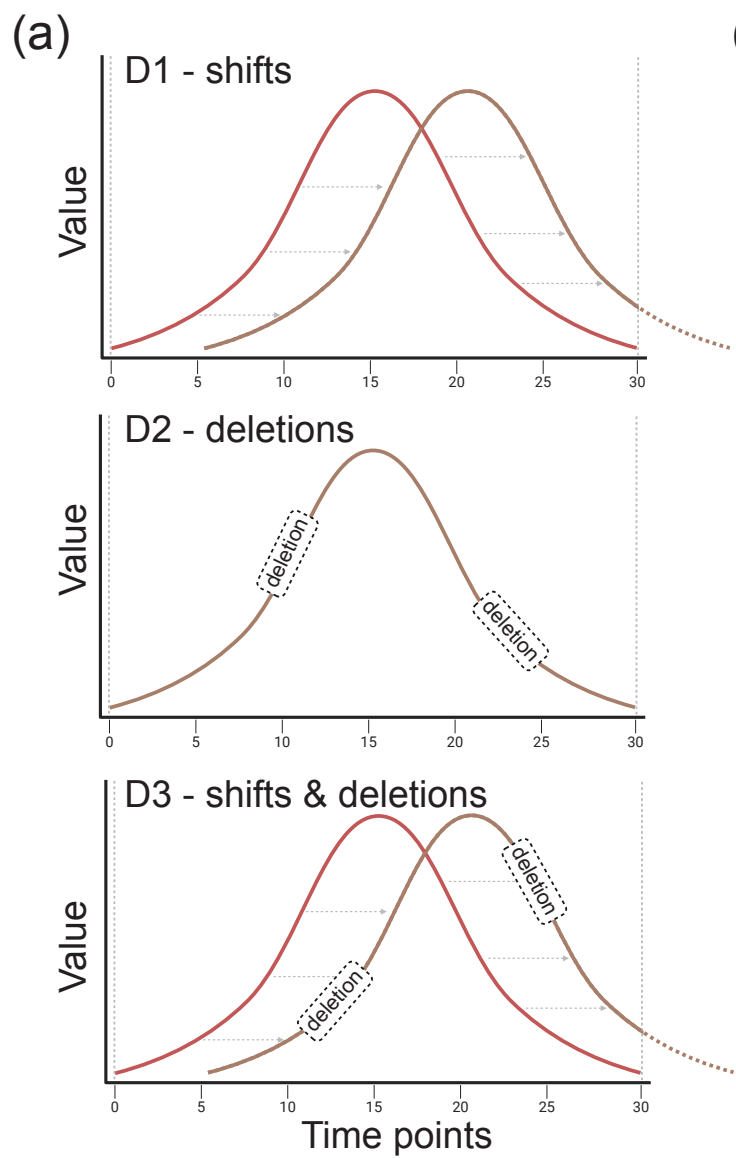 (a)
(
D1 - shifts
Value
0 5 10 15 20 25 30
D2 - deletions
Value
deletion
deletion
0 5 10 15 20 25 30
D3 - shifts & deletions
Value
deletion
deletion
0 5 10 15 20 25 30
Time points